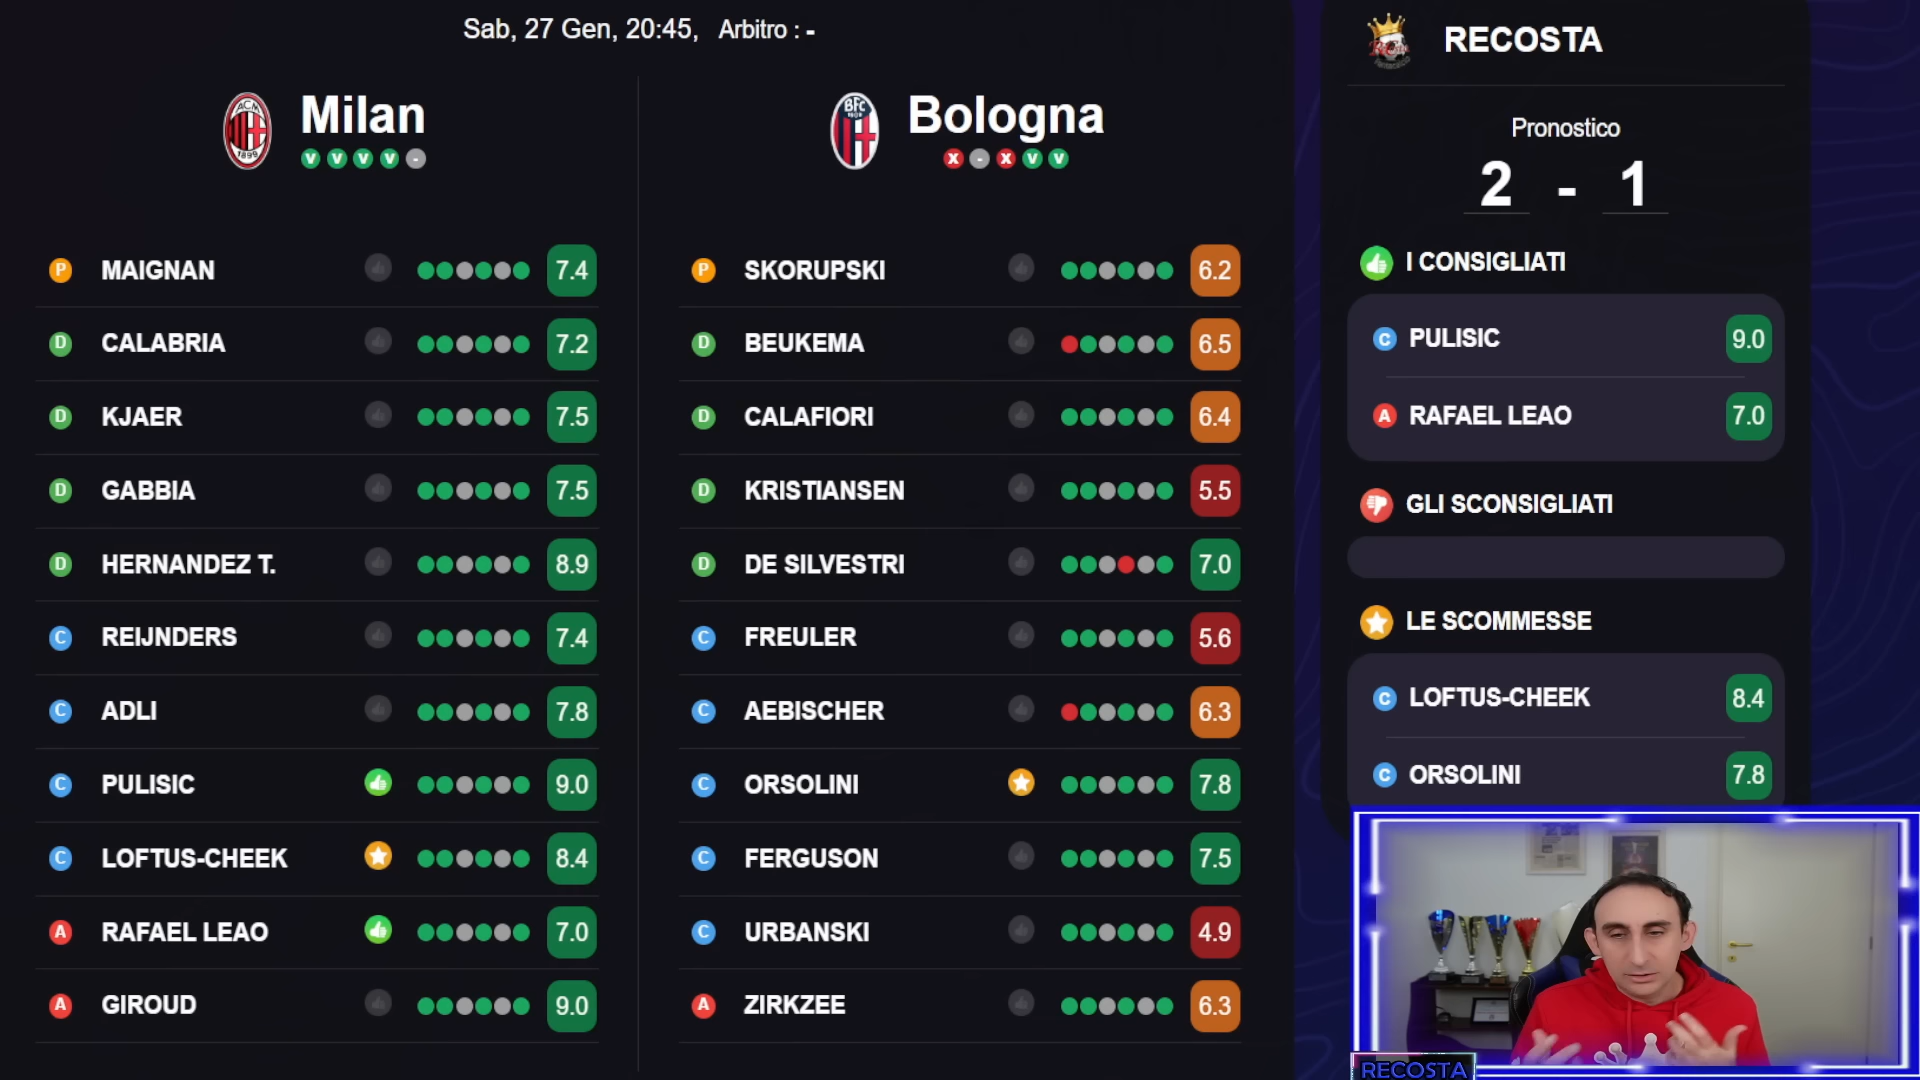 Sab, 27 Gen, 20:45, Arbitro : -
Milan
V V V V -
Bologna
X - X V V
P MAIGNAN 7.4
D CALABRIA 7.2
D KJAER 7.5
D GABBIA 7.5
D HERNANDEZ T. 8.9
C REIJNDERS 7.4
C ADLI 7.8
C PULISIC 9.0
C LOFTUS-CHEEK 8.4
A RAFAEL LEAO 7.0
A GIROUD 9.0
P SKORUPSKI 6.2
D BEUKEMA 6.5
D CALAFIORI 6.4
D KRISTIANSEN 5.5
D DE SILVESTRI 7.0
C FREULER 5.6
C AEBISCHER 6.3
C ORSOLINI 7.8
C FERGUSON 7.5
C URBANSKI 4.9
A ZIRKZEE 6.3
ACM
1899
BFC
1909
RECOSTA
Pronostico
2 - 1
I CONSIGLIATI
C PULISIC 9.0
A RAFAEL LEAO 7.0
GLI SCONSIGLIATI
LE SCOMMESSE
C LOFTUS-CHEEK 8.4
C ORSOLINI 7.8
RECOSTA